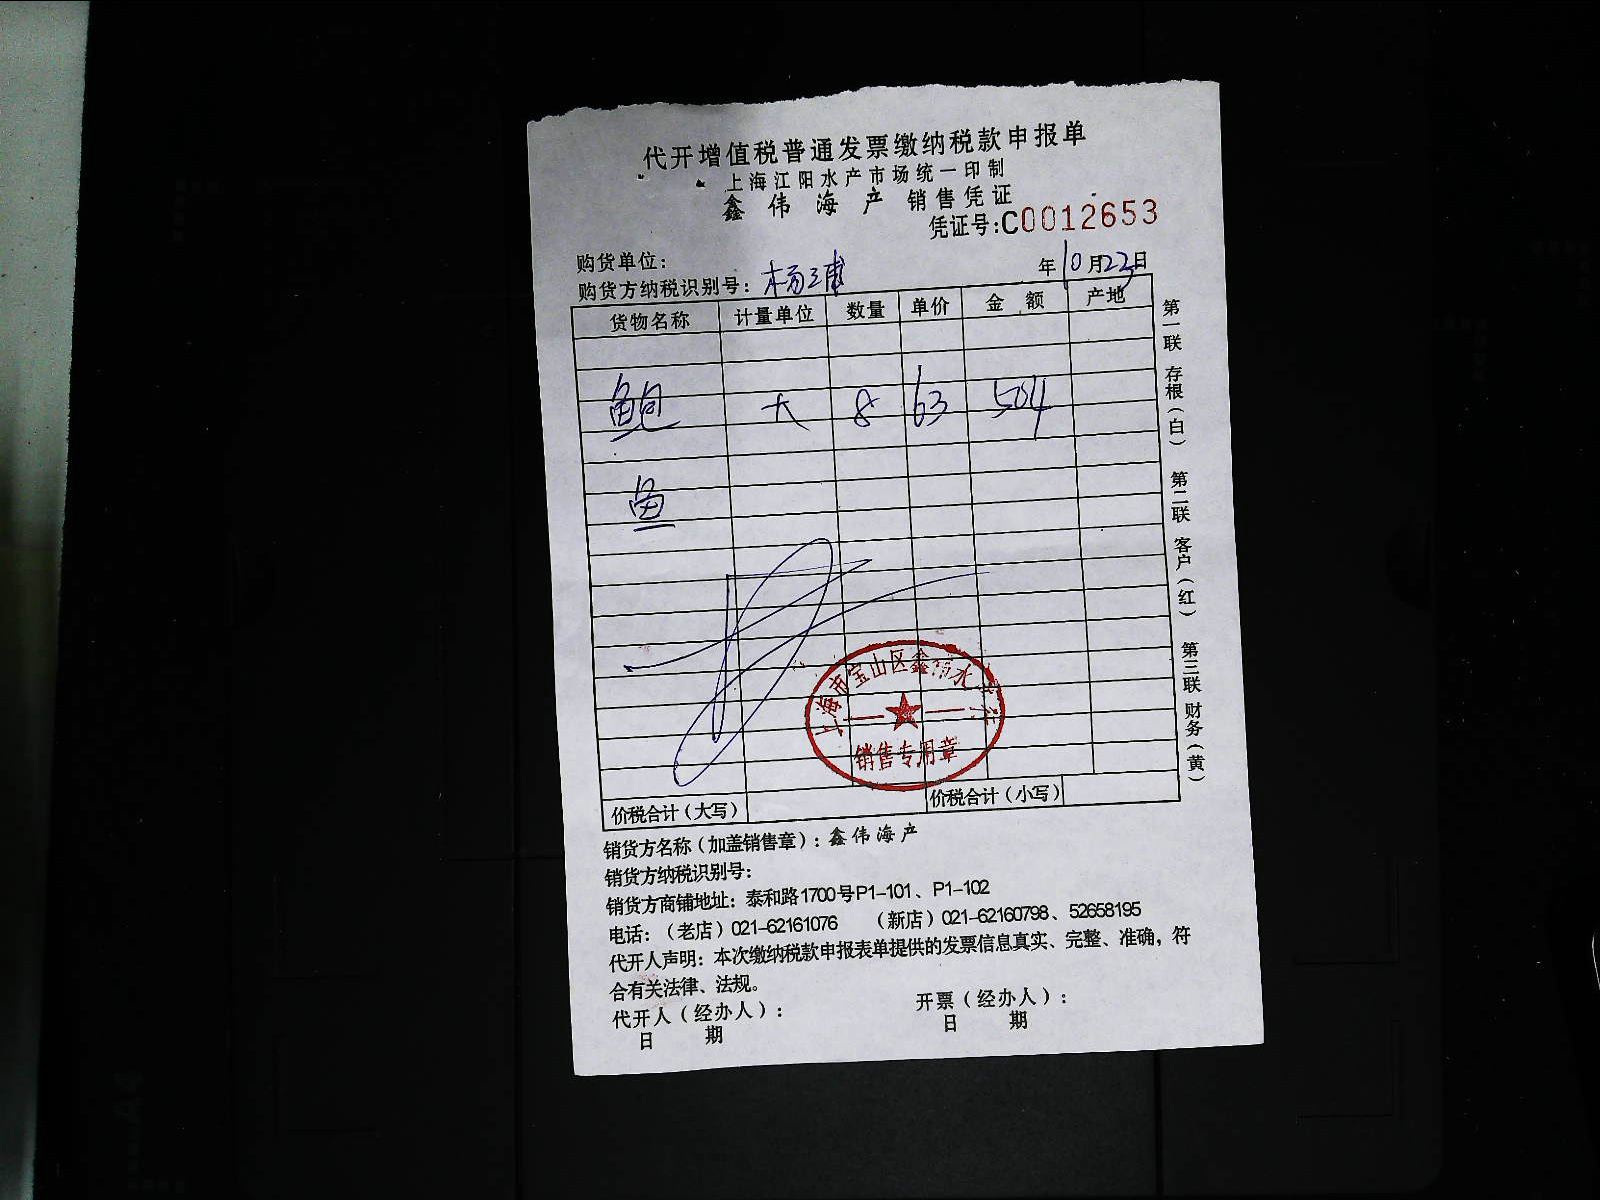 代开增值税普通发票缴纳税款申报单
上海江阳水产市场统一印制
鑫伟海产 销售凭证
凭证号:C0012653
购货单位:
年10月23日
购货方纳税识别号: 杨浦
货物名称 计量单位 数量 单价 金额 产地
鲍 大 8 63 504
鱼
上海市宝山区鑫伟水产行
销售专用章
价税合计(大写) 价税合计(小写)
销货方名称(加盖销售章):鑫伟海产
销货方纳税识别号:
销货方商铺地址:泰和路1700号P1-101、P1-102
电话:(老店)021-62161076 (新店)021-62160798、52658195
代开人声明:本次缴纳税款申报表单提供的发票信息真实、完整、准确,符
合有关法律、法规。
代开人(经办人): 开票(经办人):
日 期 日 期
第一联 存根(白) 第二联 客户(红) 第三联 财务(黄)